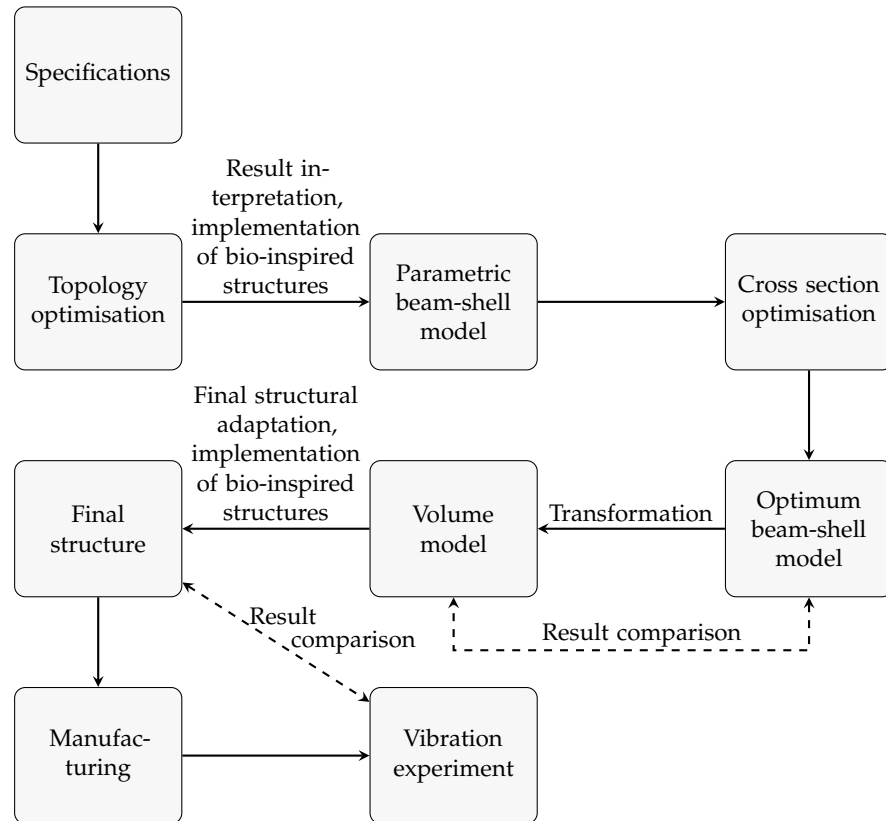 Specifications
Result in-
terpretation,
implementation
of bio-inspired
structures
Topology
optimisation
Parametric
beam-shell
model
Cross section
optimisation
Final structural
adaptation,
implementation
of bio-inspired
structures
Final
structure
Volume
model
Transformation
Optimum
beam-shell
model
Result
comparison
Result comparison
Manufac-
turing
Vibration
experiment